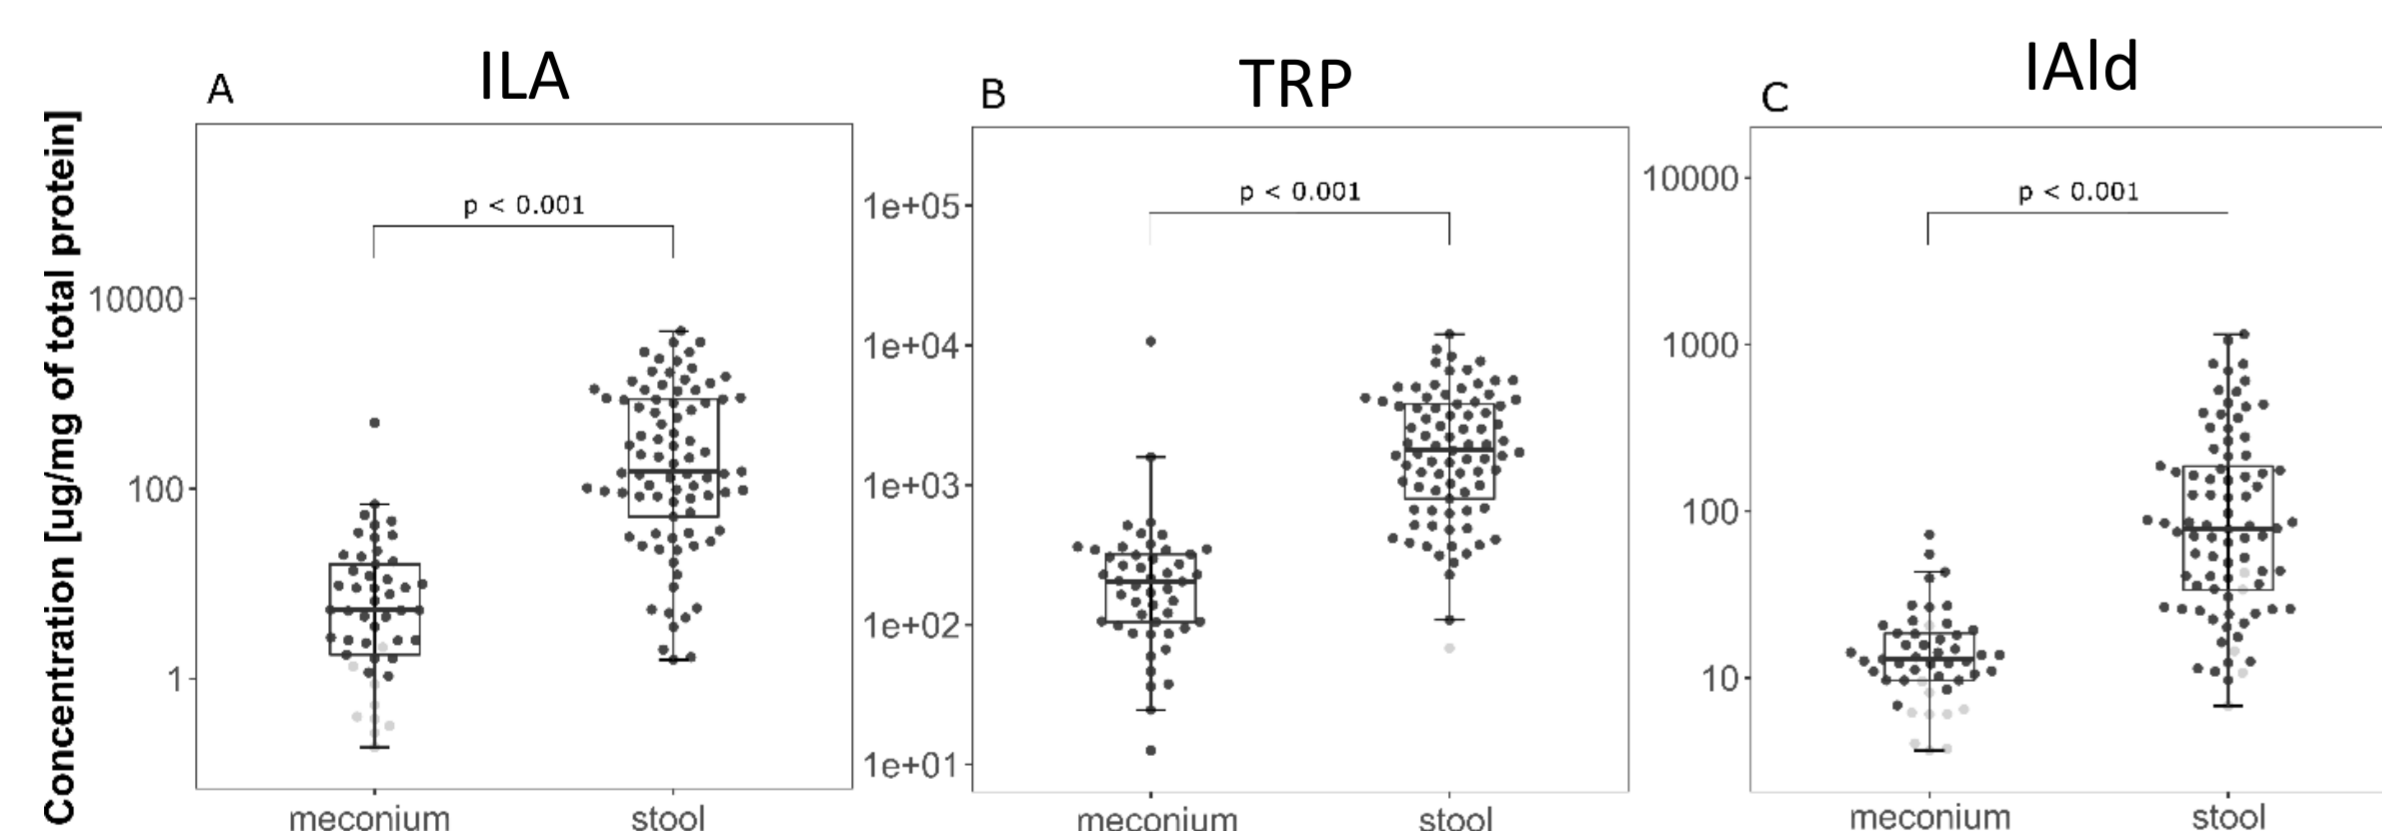 Concentration [ug/mg of total protein]
A
ILA
p < 0.001
10000
100
1
meconium
stool
B
TRP
p < 0.001
1e+05
1e+04
1e+03
1e+02
1e+01
meconium
stool
C
IAld
p < 0.001
10000
1000
100
10
meconium
stool